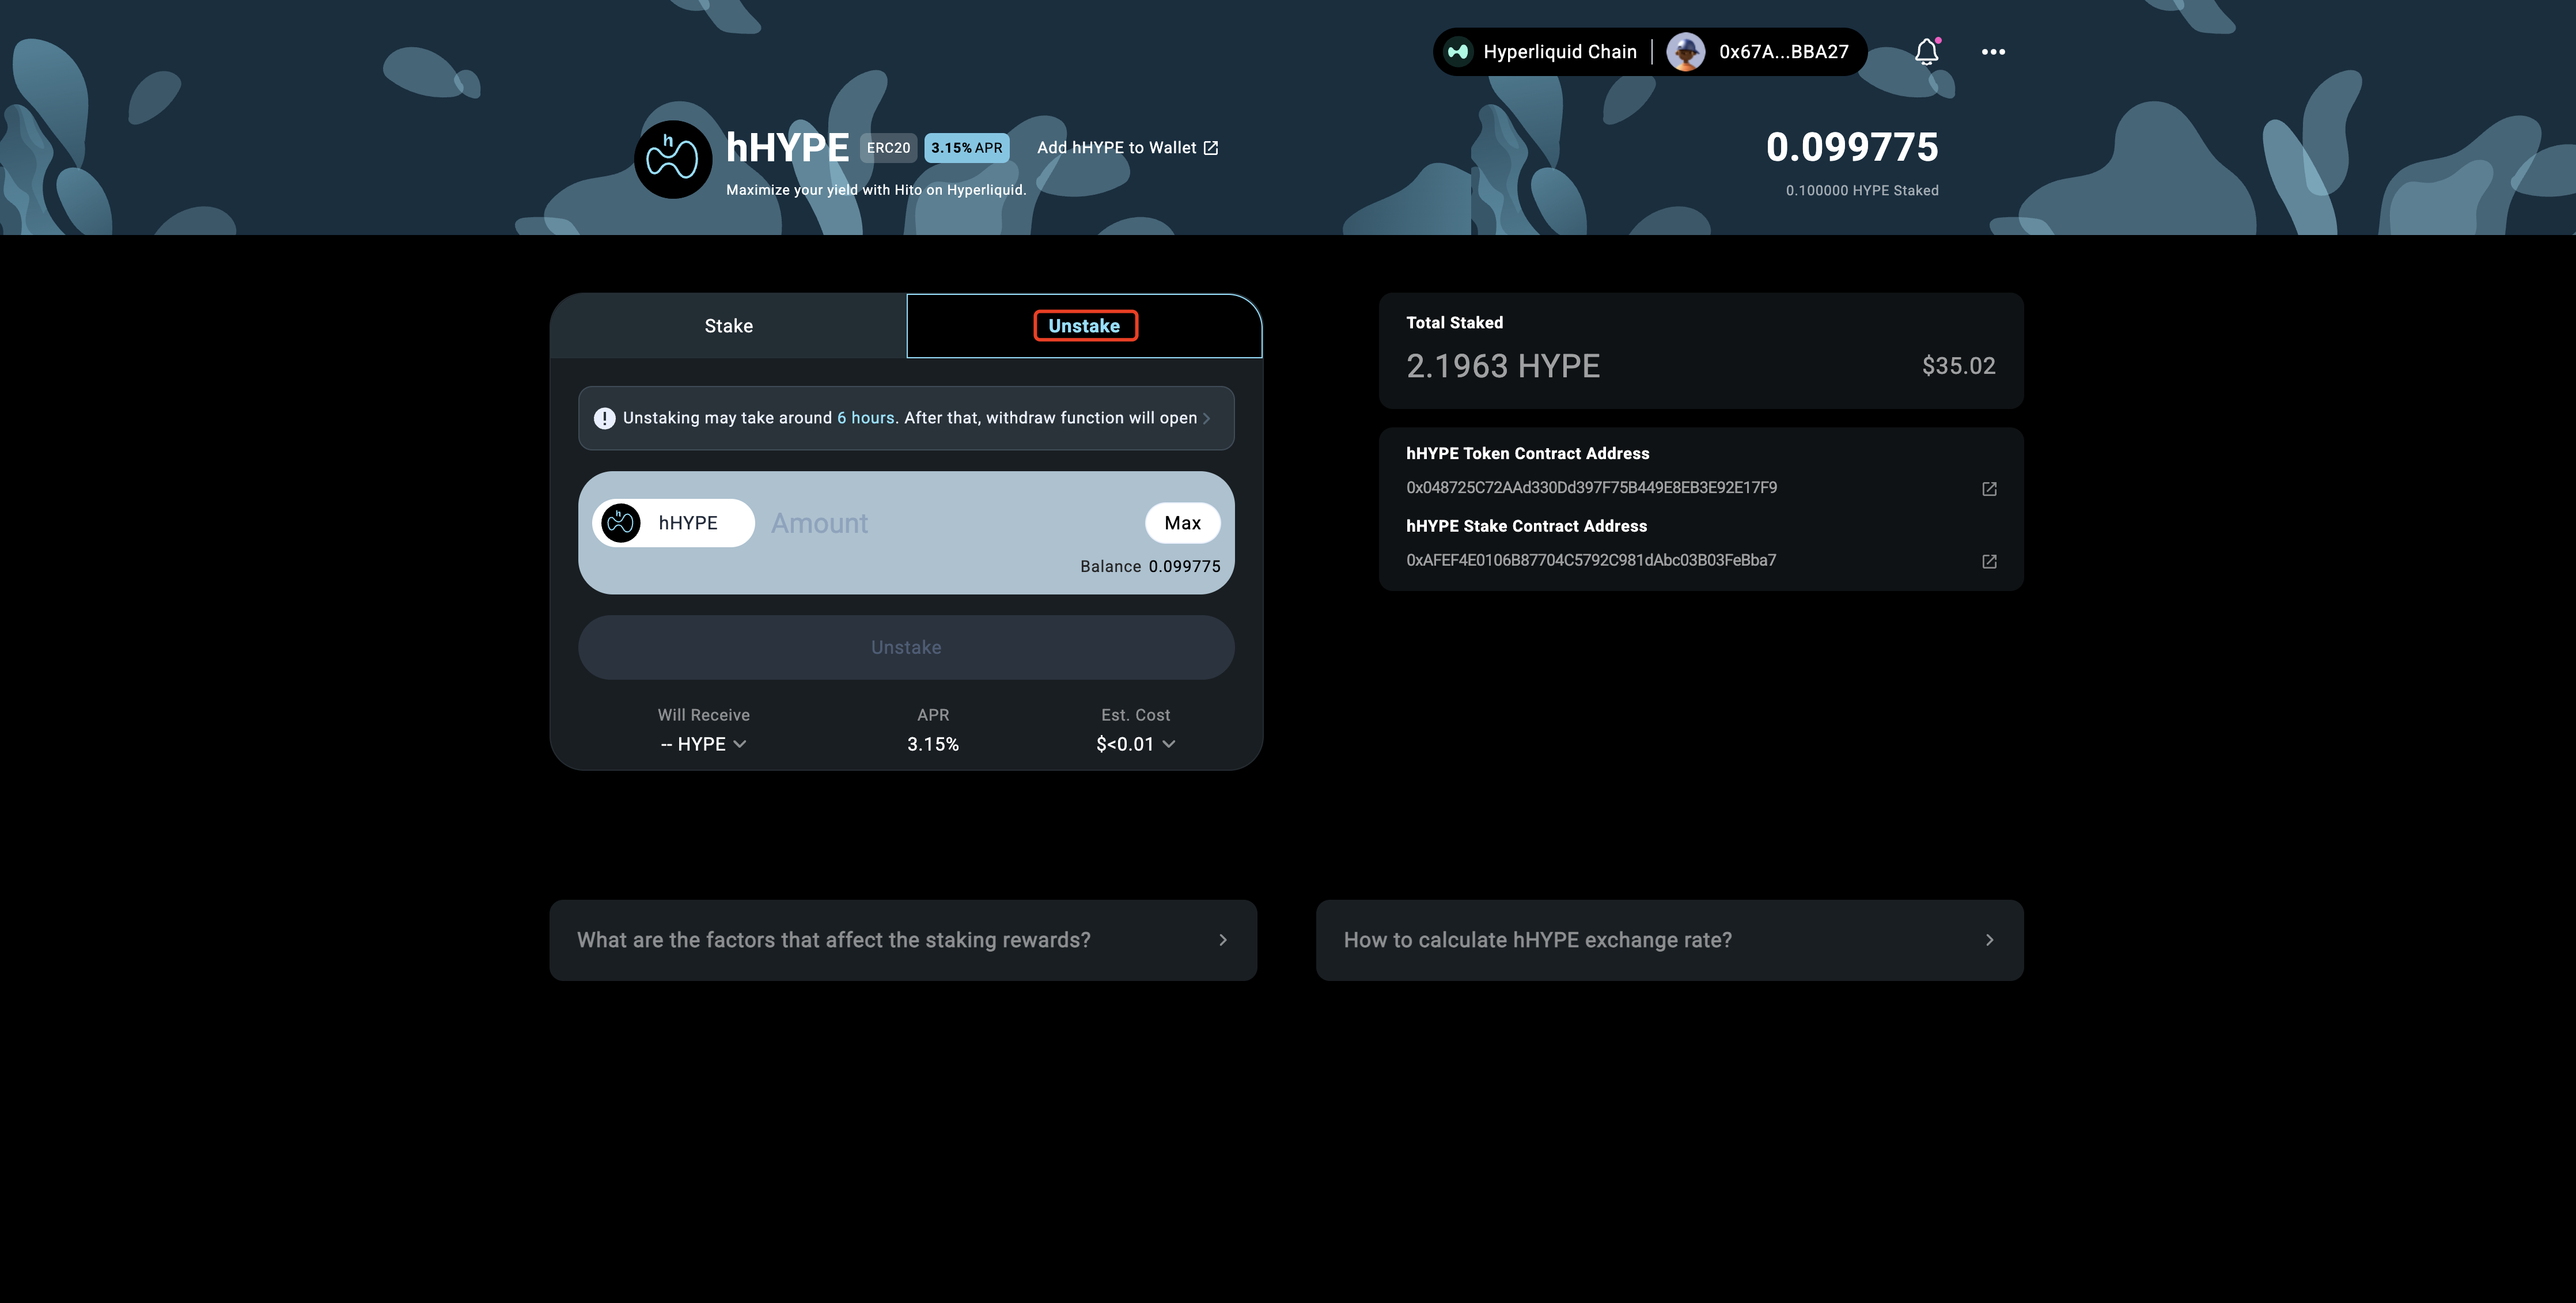 Hyperliquid Chain
0x67A...BBA27
h
hHYPE
ERC20
3.15% APR
Add hHYPE to Wallet
Maximize your yield with Hito on Hyperliquid.
0.099775
0.100000 HYPE Staked
Stake
Unstake
Unstaking may take around 6 hours. After that, withdraw function will open
h
hHYPE
Amount
Max
Balance 0.099775
Unstake
Will Receive
-- HYPE
APR
3.15%
Est. Cost
$<0.01
Total Staked
2.1963 HYPE
$35.02
hHYPE Token Contract Address
0x048725C72AAd330Dd397F75B449E8EB3E92E17F9
hHYPE Stake Contract Address
0xAFEF4E0106B87704C5792C981dAbc03B03FeBba7
What are the factors that affect the staking rewards?
How to calculate hHYPE exchange rate?